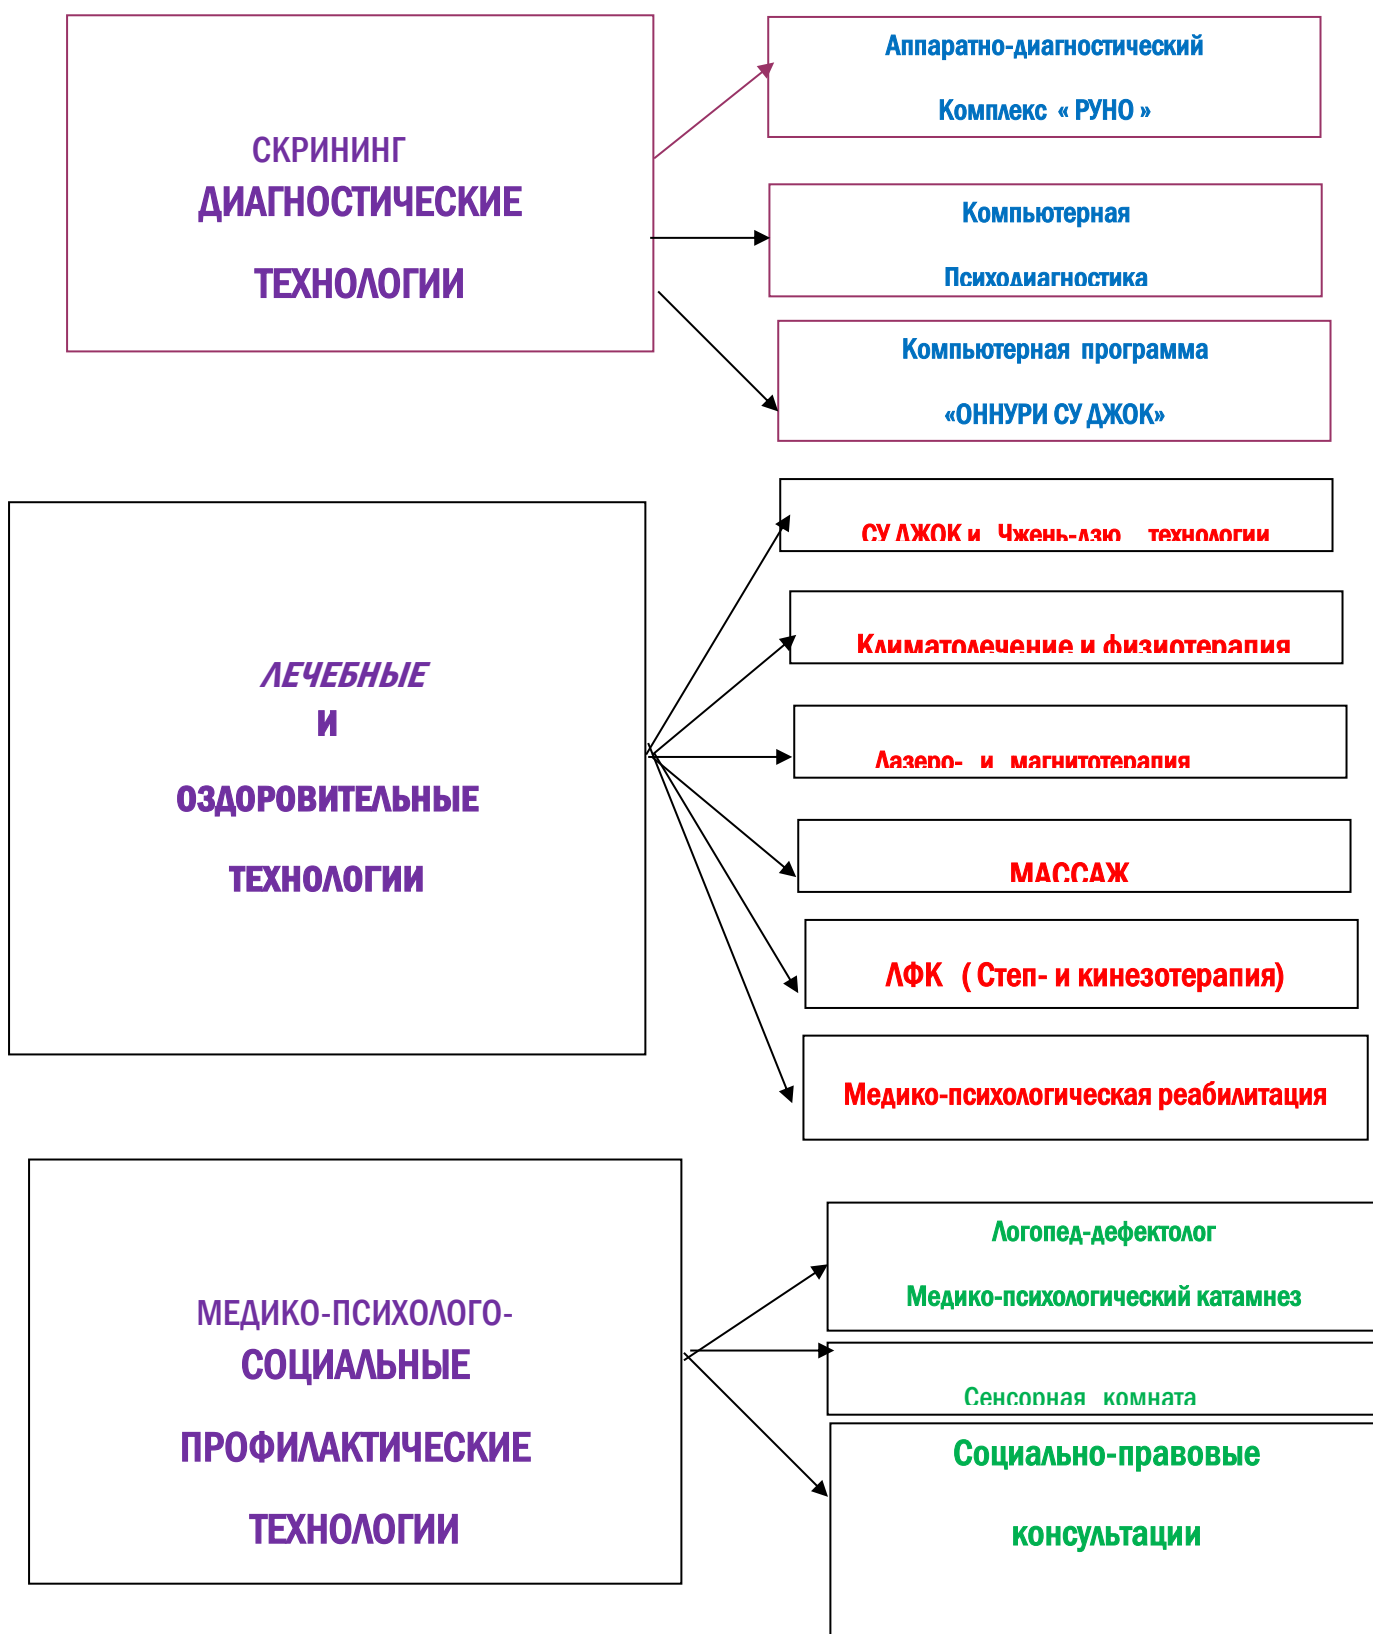 СКРИНИНГ
ДИАГНОСТИЧЕСКИЕ
ТЕХНОЛОГИИ
Аппаратно-диагностический
Комплекс « РУНО »
Компьютерная
Психодиагностика
Компьютерная программа
«ОННУРИ СУ ДЖОК»
ЛЕЧЕБНЫЕ
И
ОЗДОРОВИТЕЛЬНЫЕ
ТЕХНОЛОГИИ
СУ ДЖОК и Чжень-дзю технологии
Климатолечение и физиотерапия
Лазеро- и магнитотерапия
МАССАЖ
ЛФК ( Степ- и кинезотерапия)
Медико-психологическая реабилитация
МЕДИКО-ПСИХОЛОГО-
СОЦИАЛЬНЫЕ
ПРОФИЛАКТИЧЕСКИЕ
ТЕХНОЛОГИИ
Логопед-дефектолог
Медико-психологический катамнез
Сенсорная комната
Социально-правовые
консультации